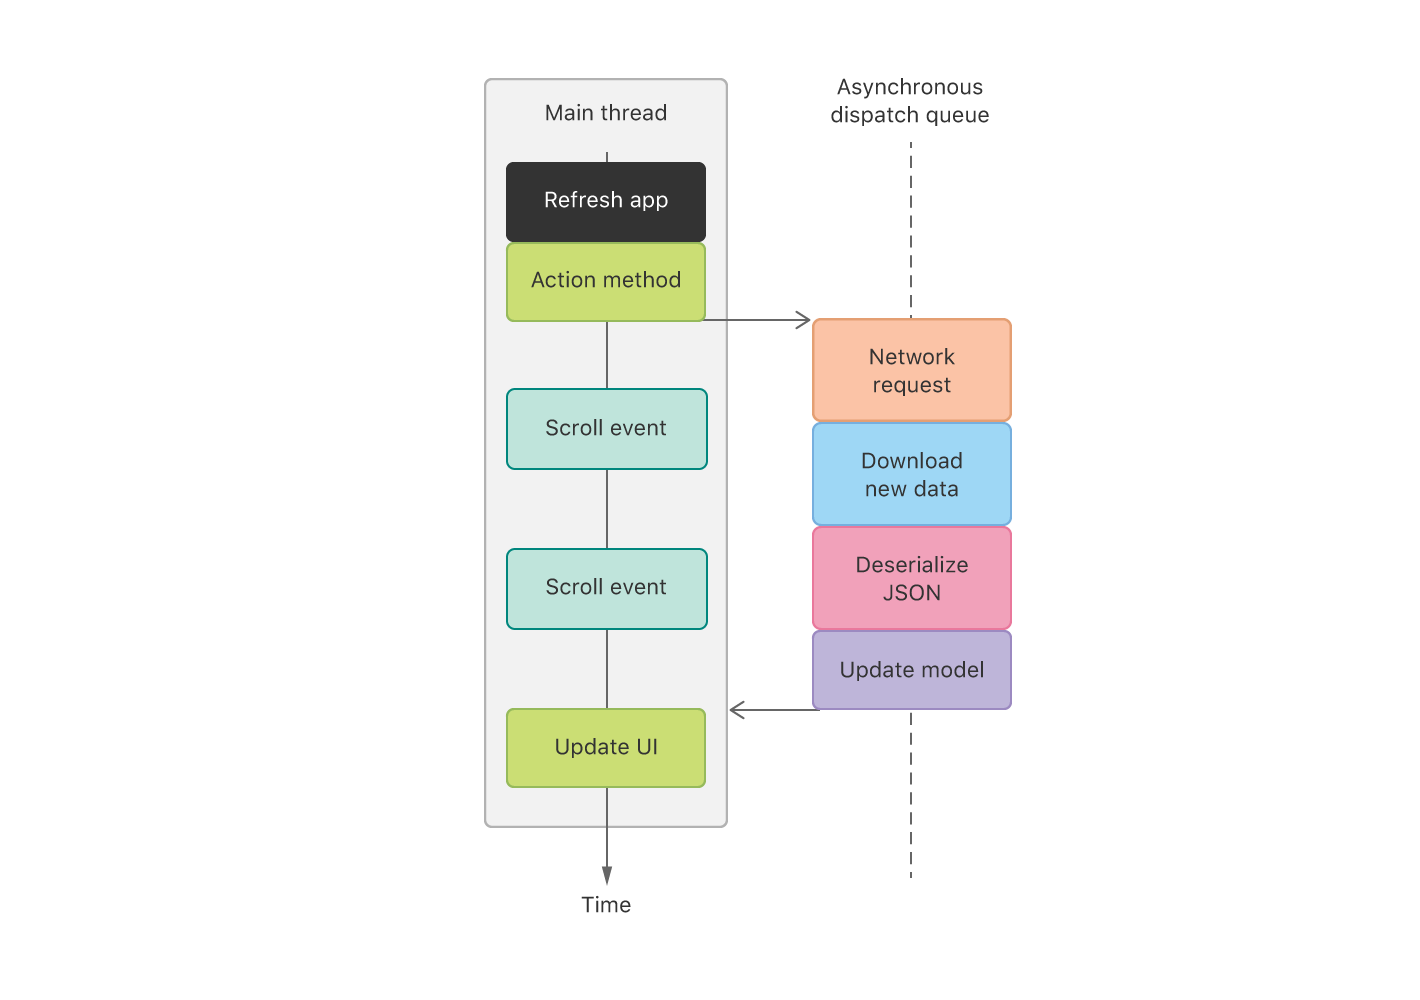 Main thread
Refresh app
Action method
Scroll event
Scroll event
Update UI
Time
Asynchronous
dispatch queue
Network
request
Download
new data
Deserialize
JSON
Update model